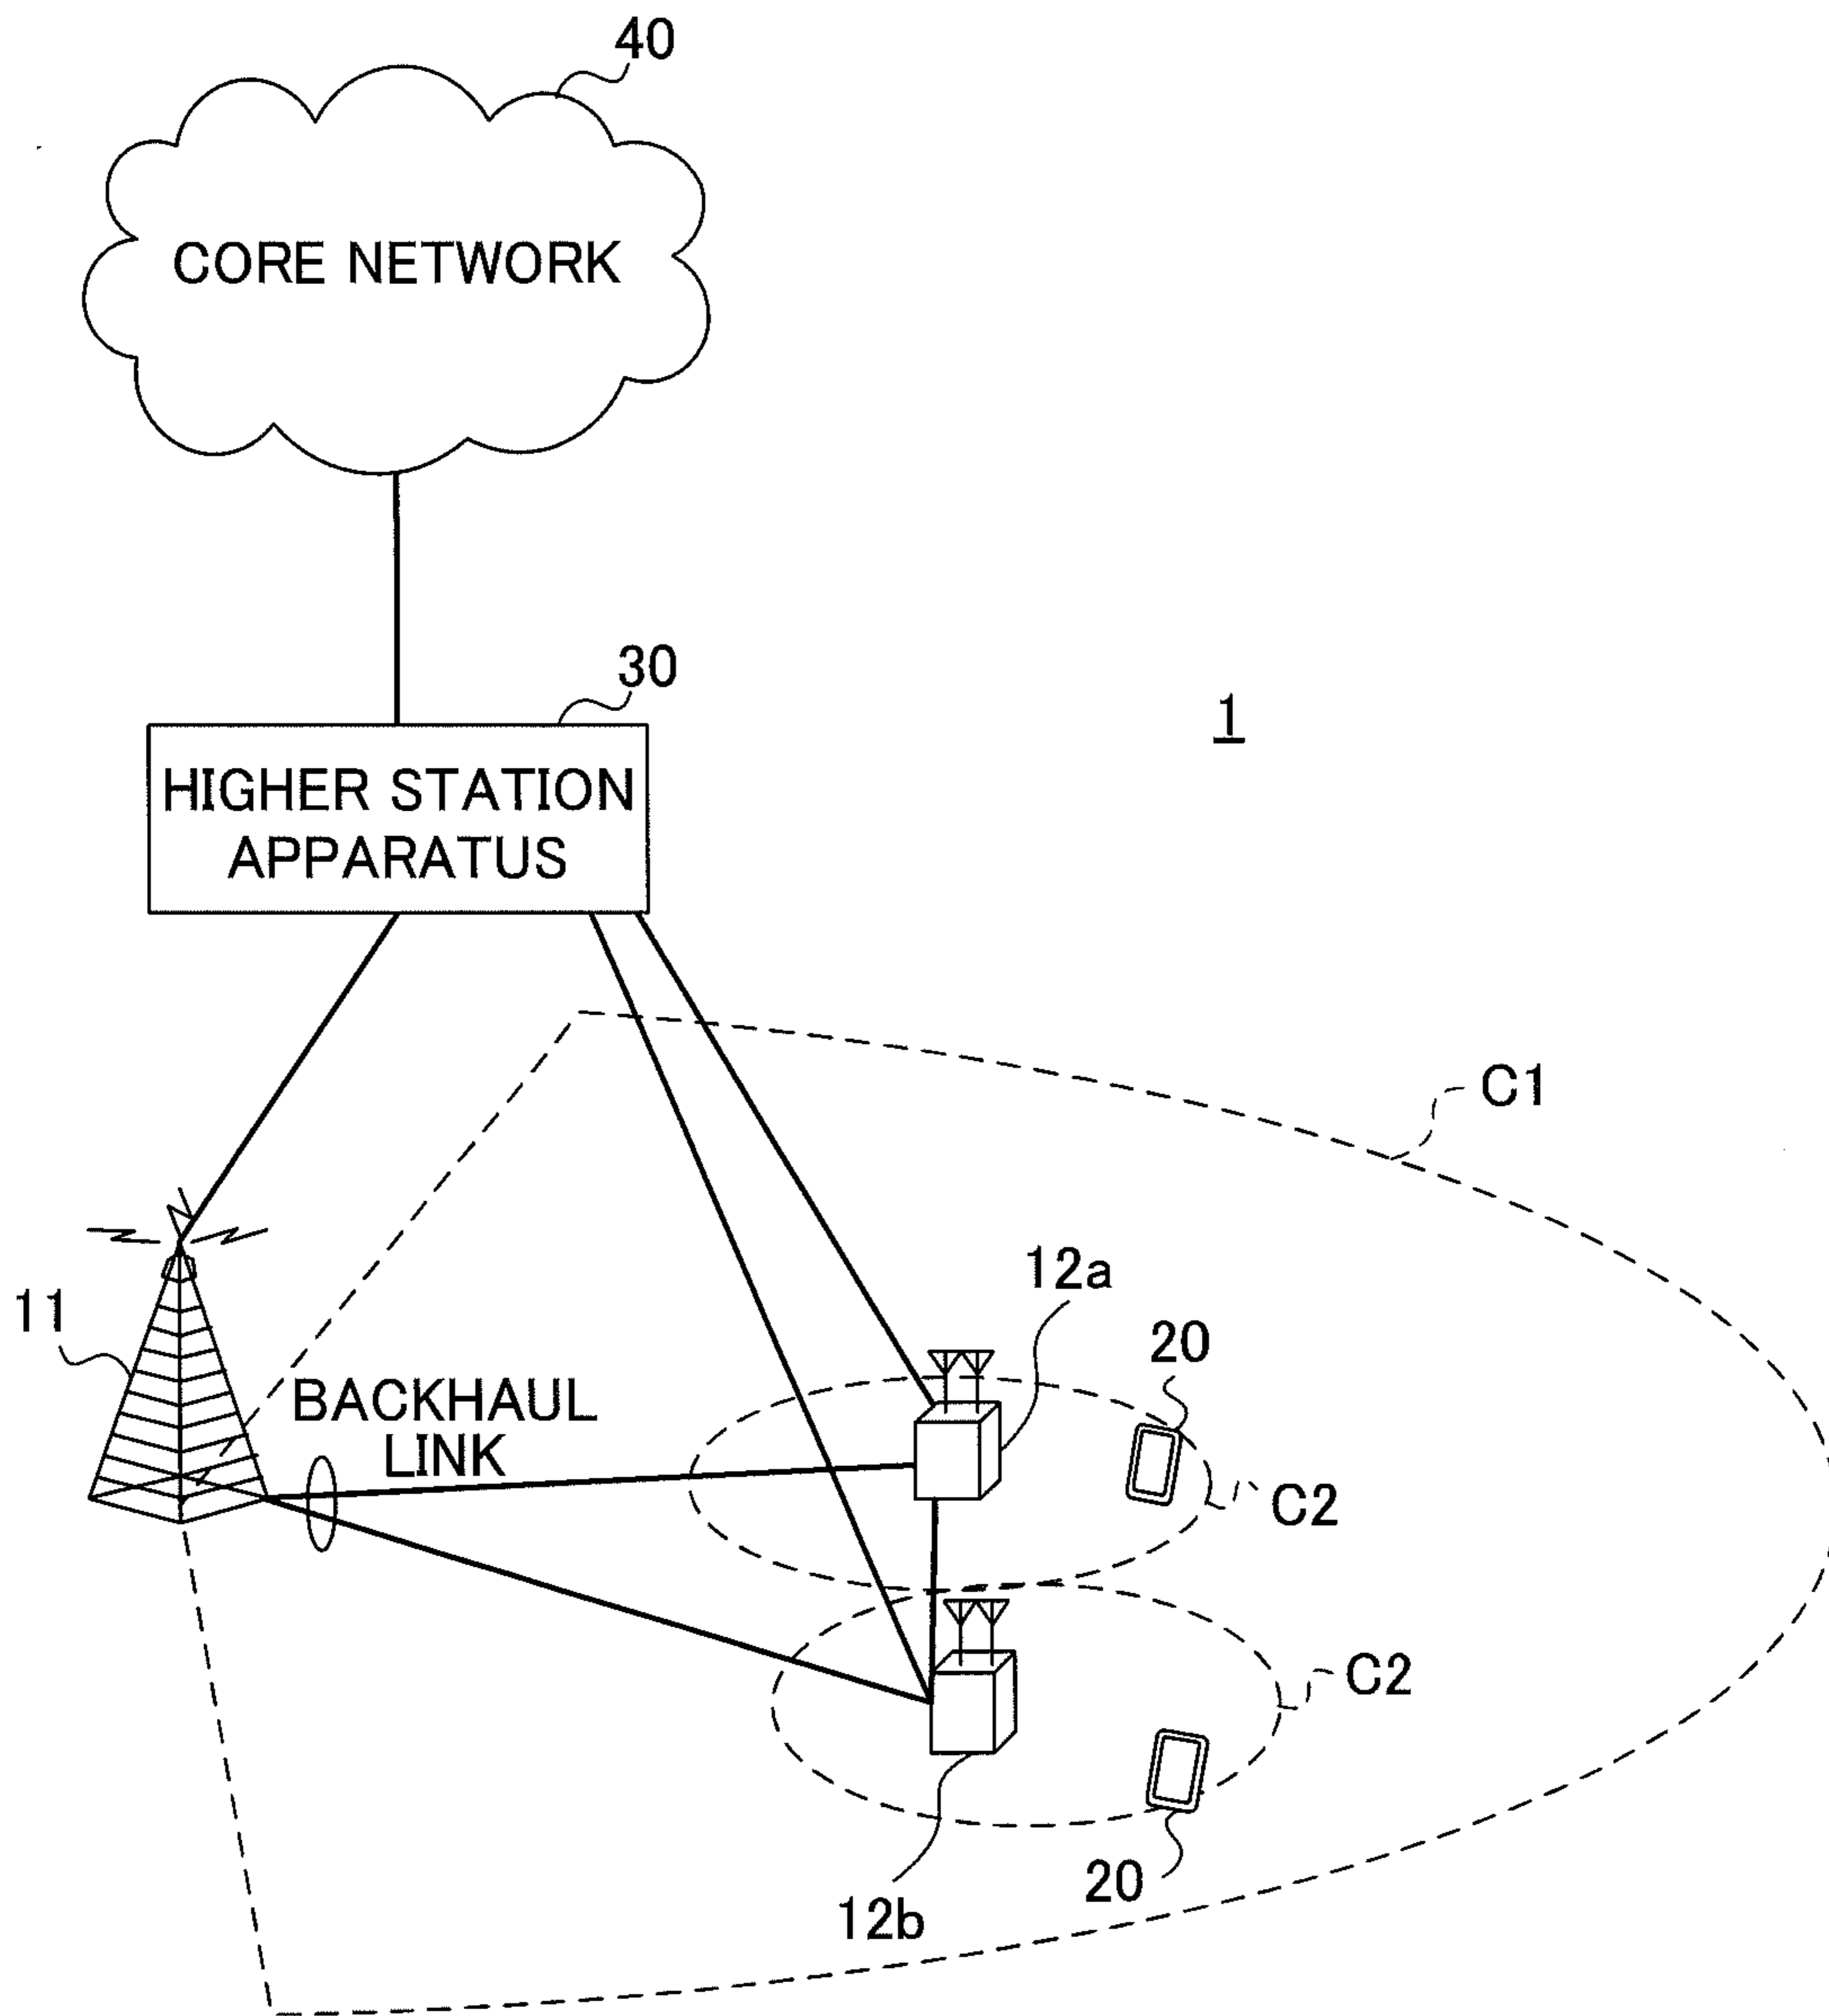 40
CORE NETWORK
30
1
HIGHER STATION
APPARATUS
C1
12a
11
20
BACKHAUL
LINK
C2
C2
20
12b